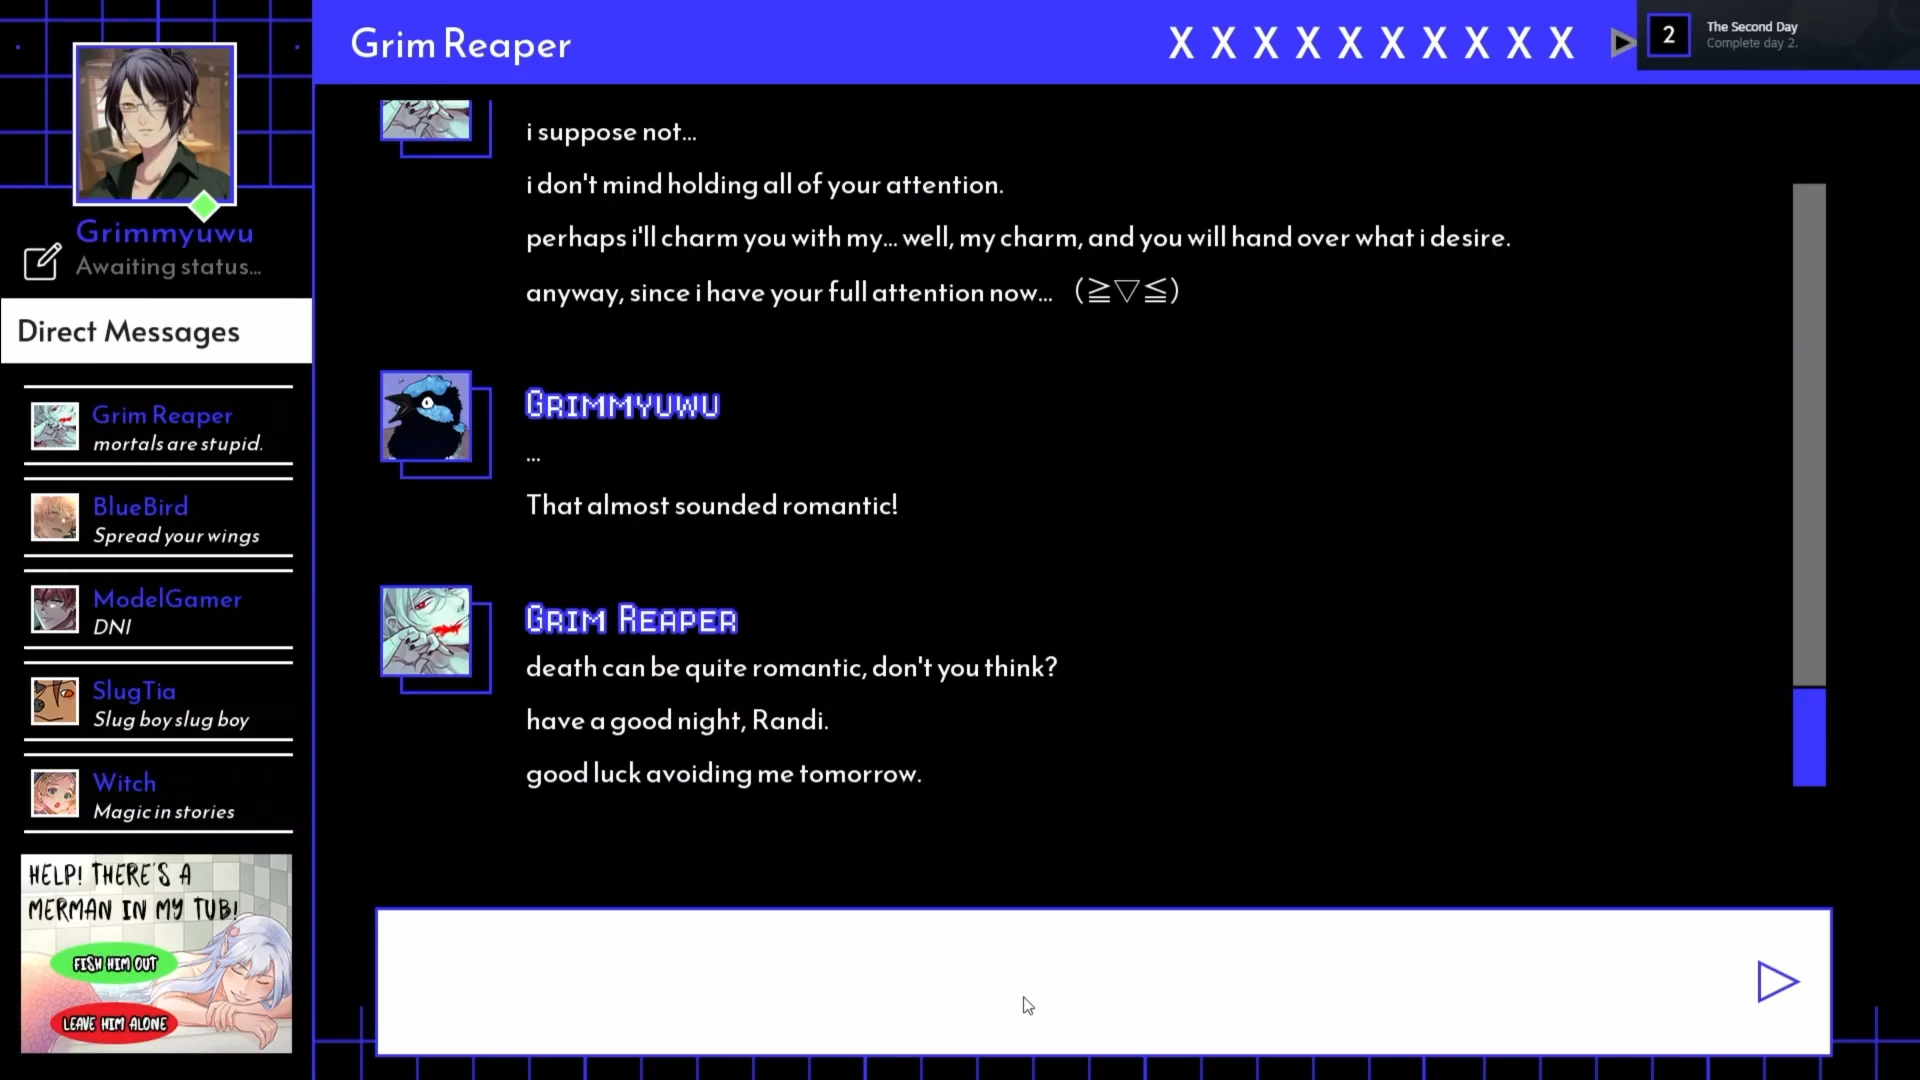 Grim Reaper
X X X X X X X X X X
2
The Second Day
Complete day 2.
Grimmyuwu
Awaiting status...
Direct Messages
Grim Reaper
mortals are stupid.
BlueBird
Spread your wings
ModelGamer
DNI
SlugTia
Slug boy slug boy
Witch
Magic in stories
HELP! THERE'S A
MERMAN IN MY TUB!
FISH HIM OUT
LEAVE HIM ALONE
i suppose not...
i don't mind holding all of your attention.
perhaps i'll charm you with my... well, my charm, and you will hand over what i desire.
anyway, since i have your full attention now... (≧▽≦)
GRIMMYUWU
...
That almost sounded romantic!
GRIM REAPER
death can be quite romantic, don't you think?
have a good night, Randi.
good luck avoiding me tomorrow.